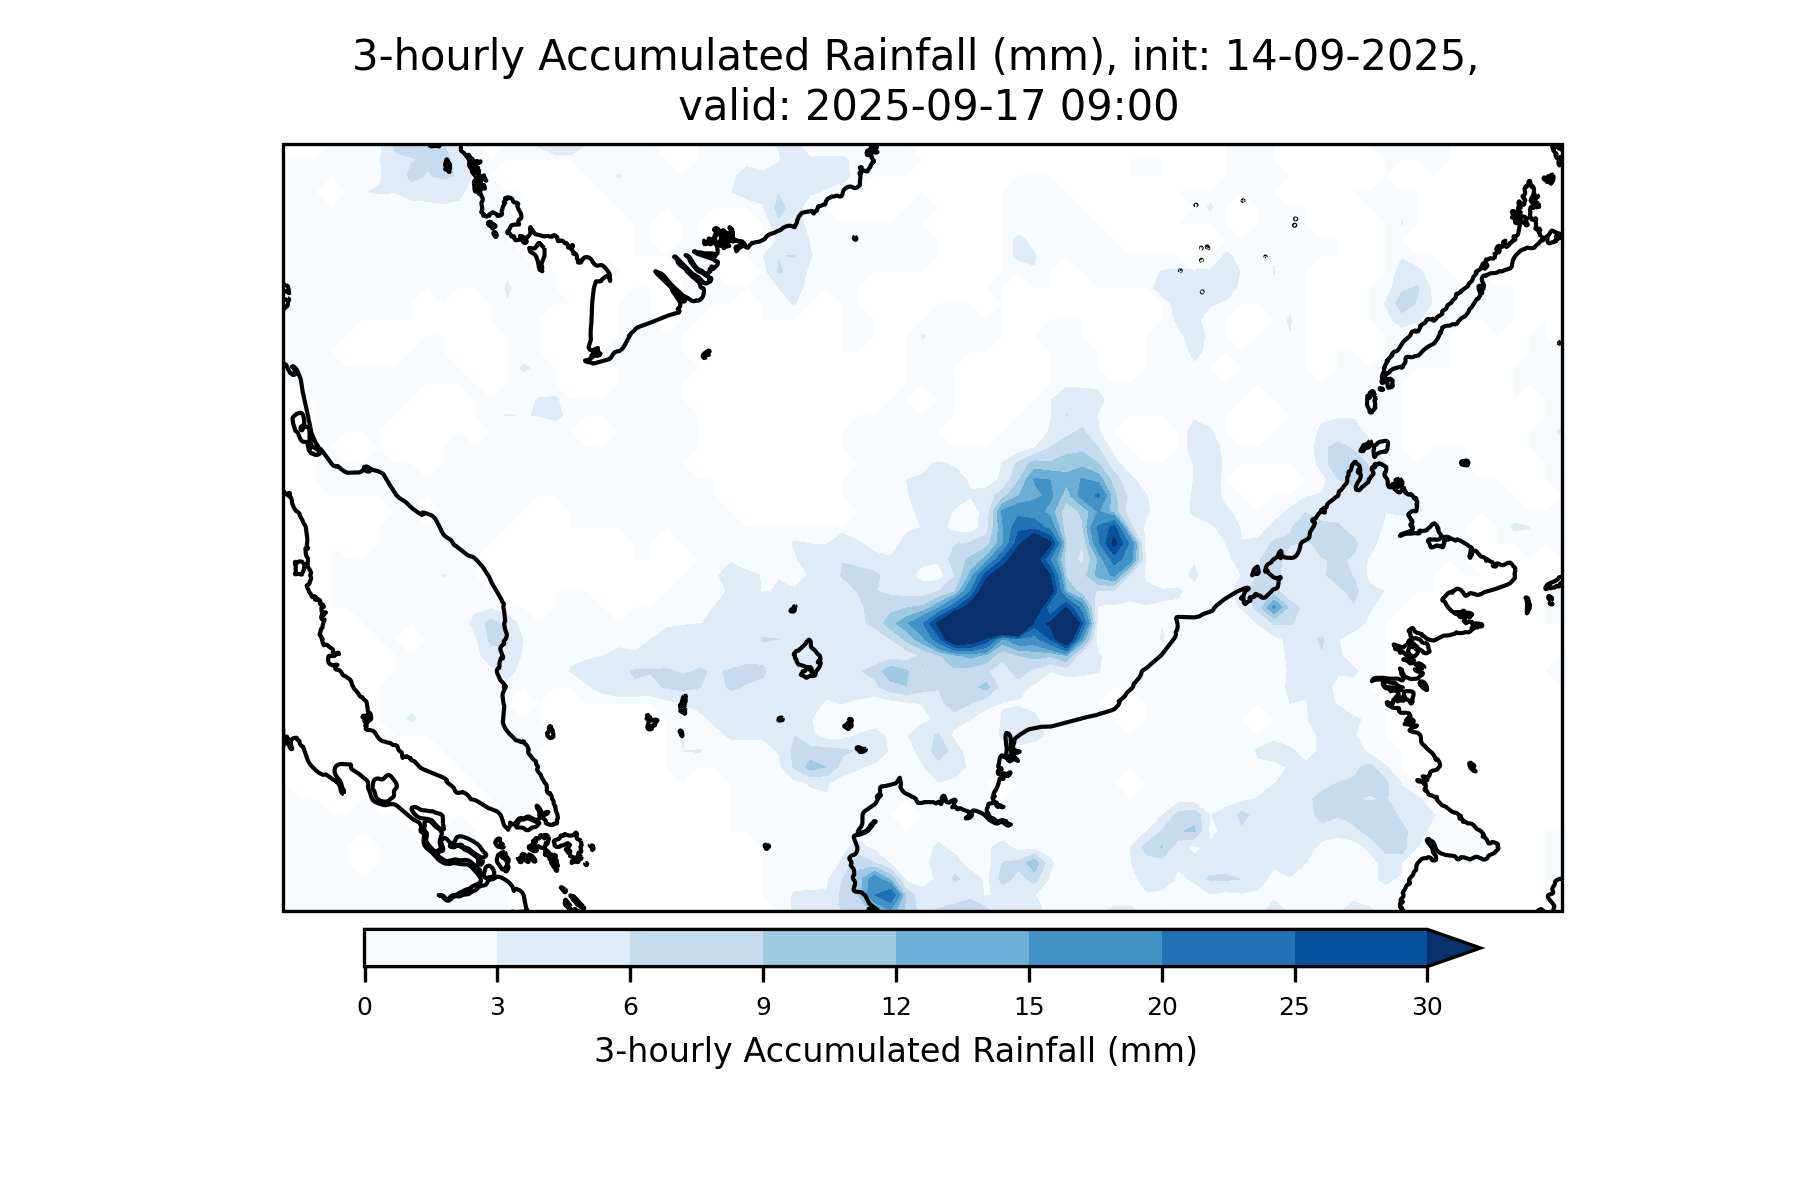 3-hourly Accumulated Rainfall (mm), init: 14-09-2025,
valid: 2025-09-17 09:00
0 3 6 9 12 15 20 25 30
3-hourly Accumulated Rainfall (mm)